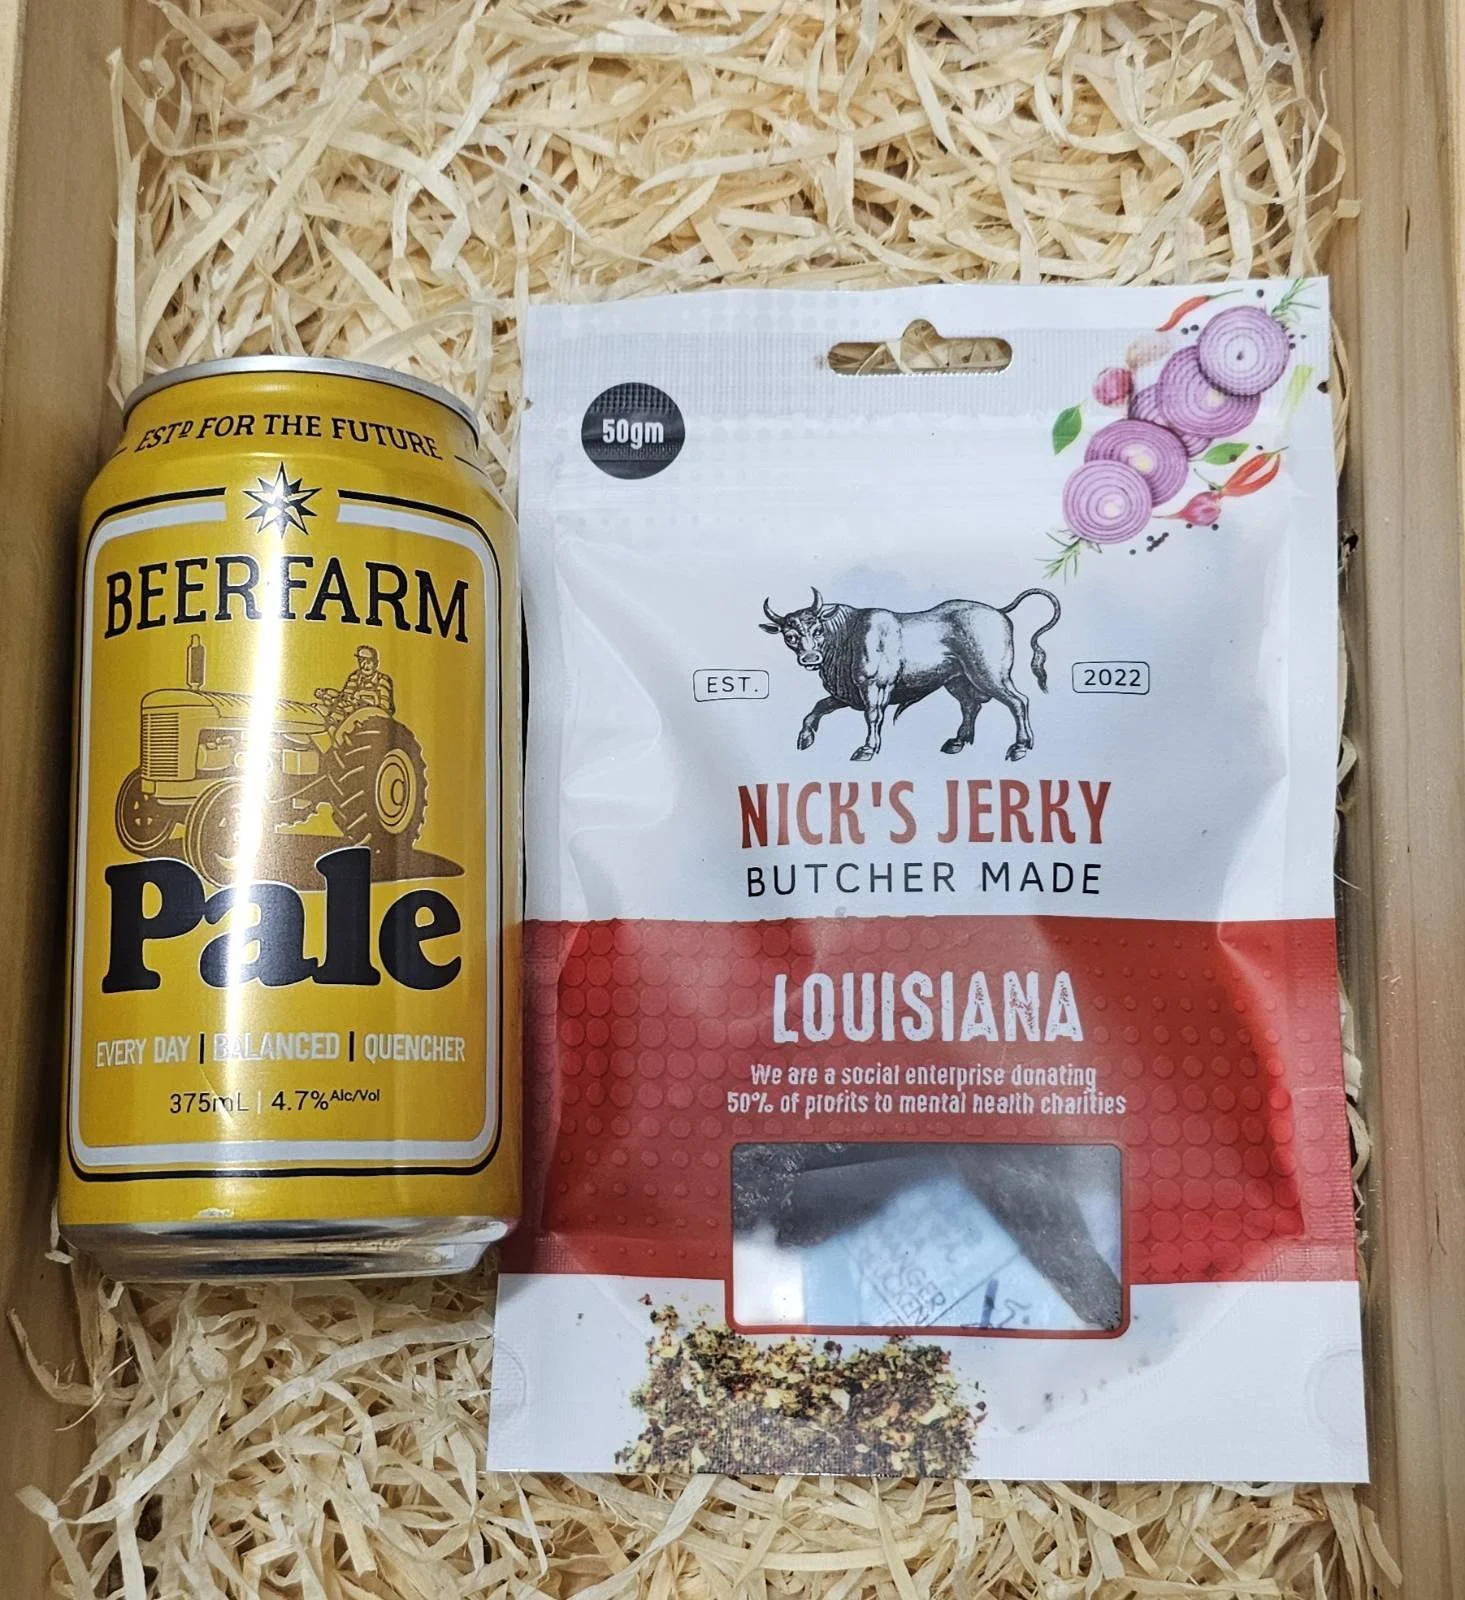 ESTD FOR THE FUTURE
BEERFARM
Pale
EVERY DAY | BALANCED | QUENCHER
375mL | 4.7% Alc/Vol
50gm
EST. 2022
NICK'S JERKY
BUTCHER MADE
LOUISIANA
We are a social enterprise donating
50% of profits to mental health charities